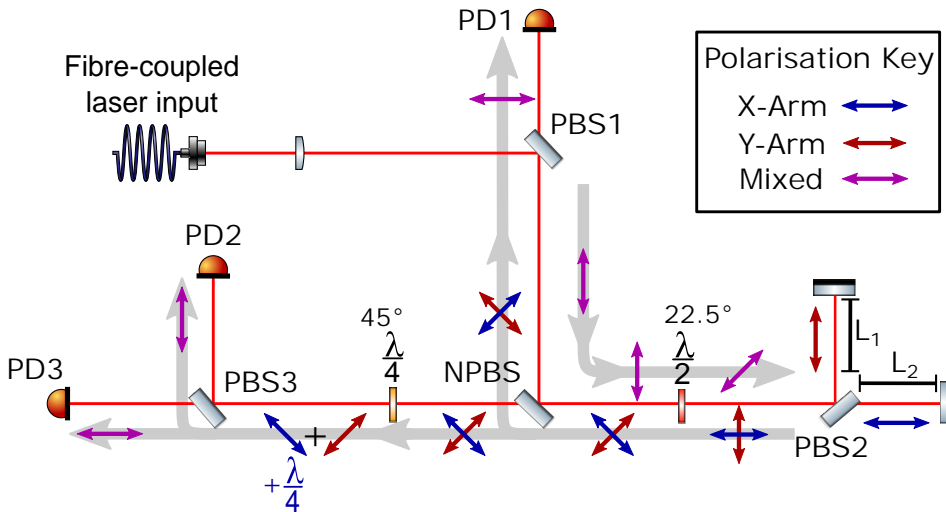 PD1
Polarisation Key
X-Arm
Y-Arm
Mixed
Fibre-coupled
laser input
PBS1
PD2
45°
λ
4
NPBS
22.5°
λ
2
L1
L2
PD3
PBS3
PBS2
+
+λ
4